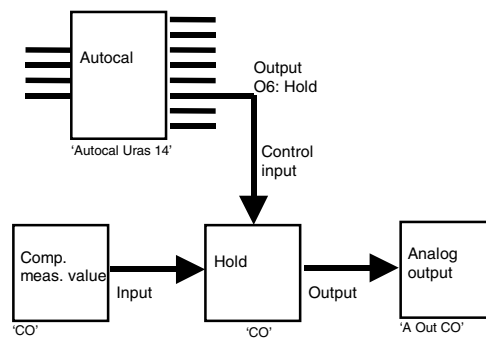 Autocal
Output
O6: Hold
'Autocal Uras 14'
Control
input
Comp.
meas. value
Input
Hold
Output
Analog
output
'CO'
'CO'
'A Out CO'